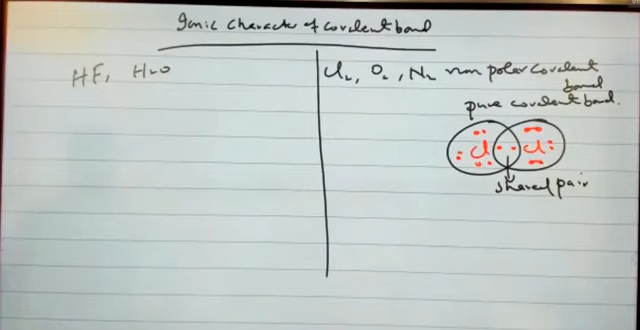 Ionic Character of covalent bond
HF, H₂O
Cl₂, O₂, N₂ non polar covalent
bond
pure covalent bond.
Cl Cl
shared pair